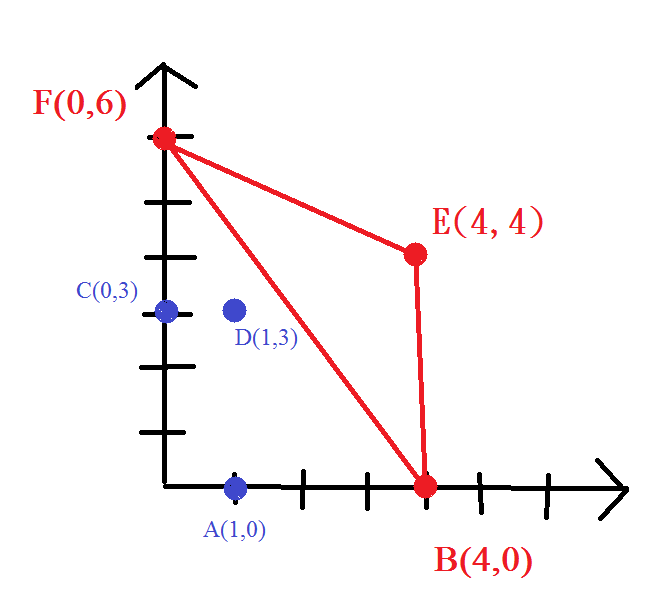 F(0,6)
E(4,4)
C(0,3)
D(1,3)
A(1,0)
B(4,0)